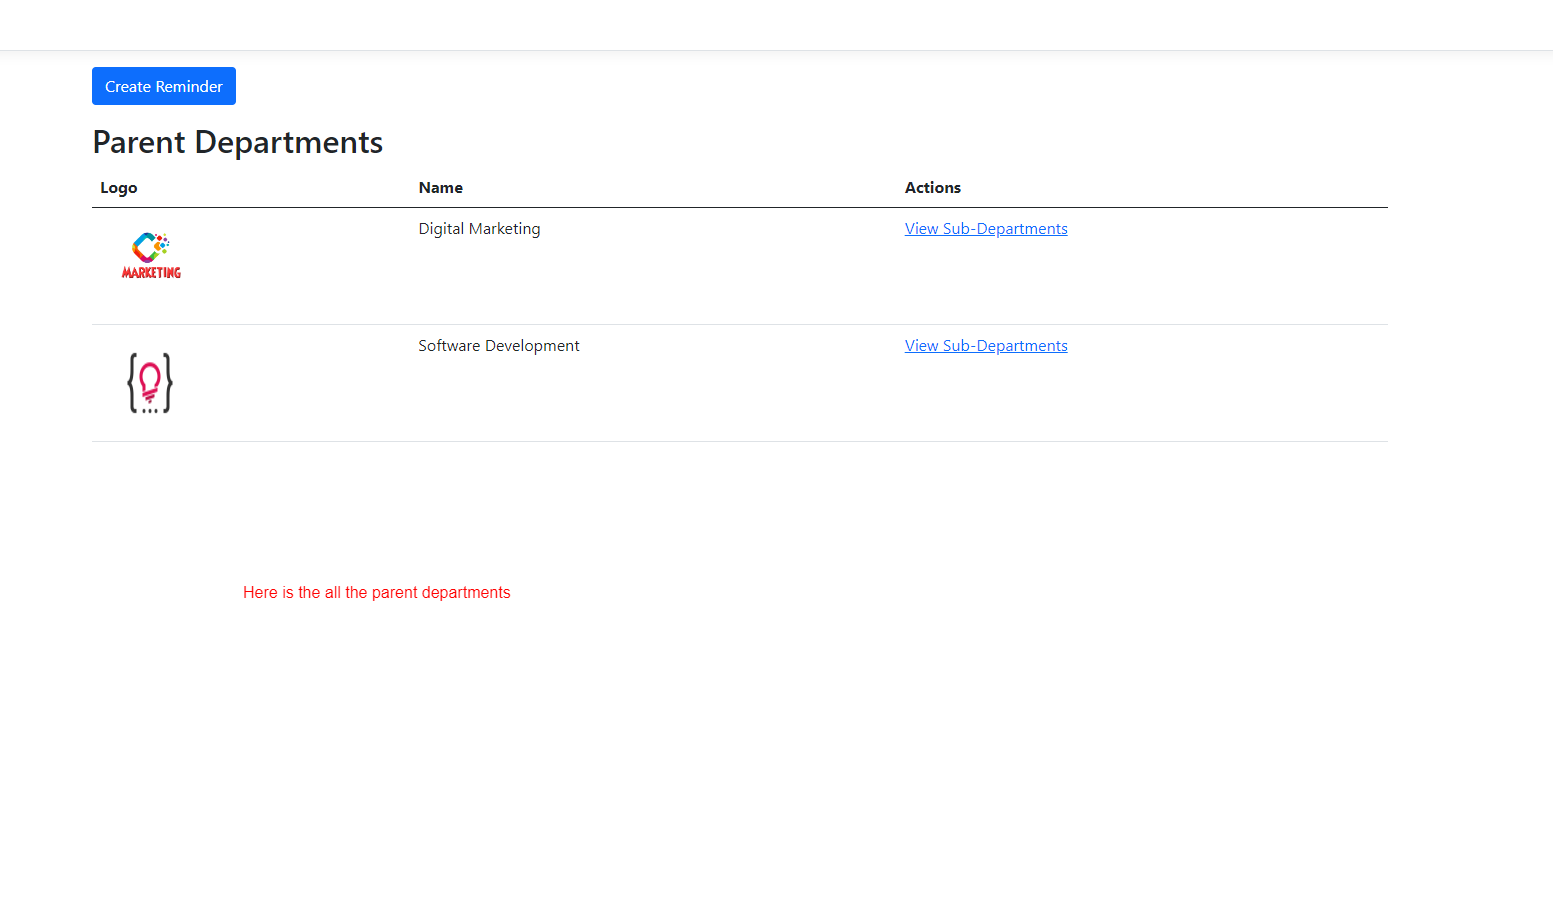 Create Reminder
Parent Departments
Logo Name Actions
Digital Marketing View Sub-Departments
MARKETING
Software Development View Sub-Departments
{...}
Here is the all the parent departments